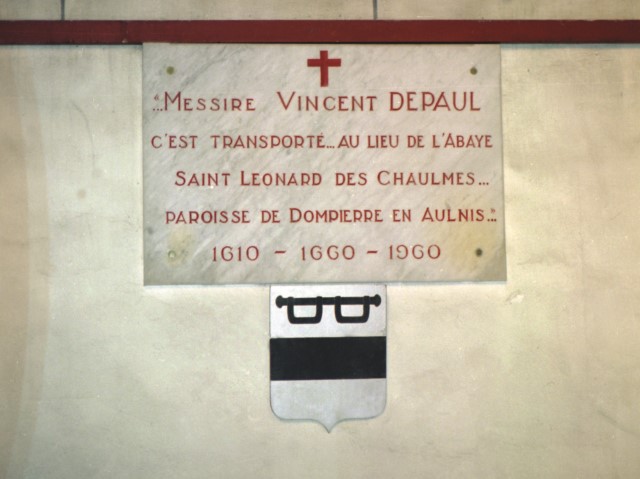 "...Messire Vincent DEPAUL
c'est transporté...au lieu de l'Abaye
Saint Leonard des Chaulmes...
paroisse de Dompierre en Aulnis..."
1610 - 1660 - 1960